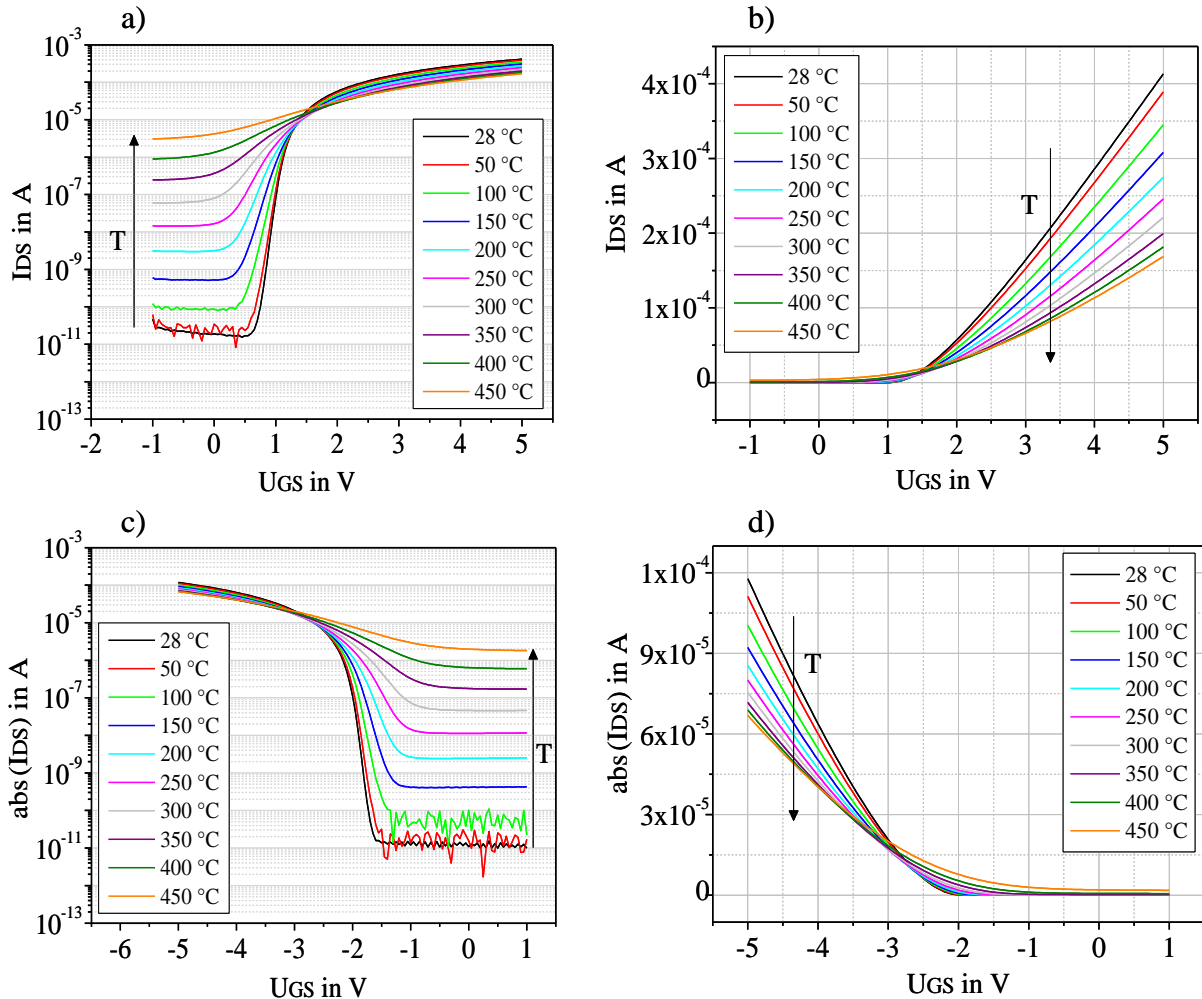 a)
10⁻³
10⁻⁵
10⁻⁷
10⁻⁹
10⁻¹¹
10⁻¹³
IDS in A
T
28 °C
50 °C
100 °C
150 °C
200 °C
250 °C
300 °C
350 °C
400 °C
450 °C
-2 -1 0 1 2 3 4 5
UGS in V
b)
4x10⁻⁴
3x10⁻⁴
2x10⁻⁴
1x10⁻⁴
0
IDS in A
28 °C
50 °C
100 °C
150 °C
200 °C
250 °C
300 °C
350 °C
400 °C
450 °C
T
-1 0 1 2 3 4 5
UGS in V
c)
10⁻³
10⁻⁵
10⁻⁷
10⁻⁹
10⁻¹¹
10⁻¹³
abs(IDS) in A
28 °C
50 °C
100 °C
150 °C
200 °C
250 °C
300 °C
350 °C
400 °C
450 °C
T
-6 -5 -4 -3 -2 -1 0 1
UGS in V
d)
1x10⁻⁴
9x10⁻⁵
6x10⁻⁵
3x10⁻⁵
0
abs(IDS) in A
T
28 °C
50 °C
100 °C
150 °C
200 °C
250 °C
300 °C
350 °C
400 °C
450 °C
-5 -4 -3 -2 -1 0 1
UGS in V